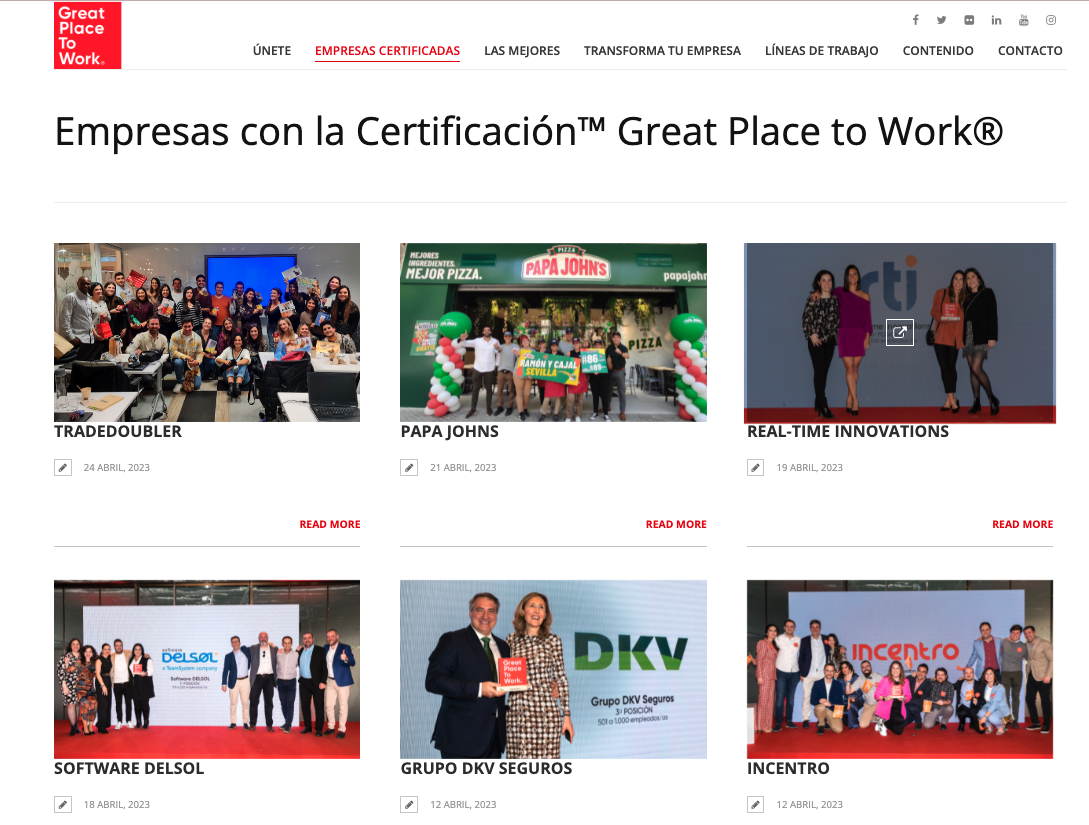 Great
Place
To
Work.
ÚNETE
EMPRESAS CERTIFICADAS
LAS MEJORES
TRANSFORMA TU EMPRESA
LÍNEAS DE TRABAJO
CONTENIDO
CONTACTO
Empresas con la Certificación™ Great Place to Work®
MEJORES
INGREDIENTES.
MEJOR PIZZA.
PIZZA
PAPA JOHN'S
papajohn
PIZZA
RAMÓN Y CAJAL
SEVILLA
#86
rti
TRADEDOUBLER
PAPA JOHNS
REAL-TIME INNOVATIONS
24 ABRIL, 2023
21 ABRIL, 2023
19 ABRIL, 2023
READ MORE
READ MORE
READ MORE
software
DELSOL
a TeamSystem company
Software DELSOL
Great
Place
To
Work.
DKV
Grupo DKV Seguros
3ª POSICIÓN
501 a 1,000 empleados/as
incentro
SOFTWARE DELSOL
GRUPO DKV SEGUROS
INCENTRO
18 ABRIL, 2023
12 ABRIL, 2023
12 ABRIL, 2023